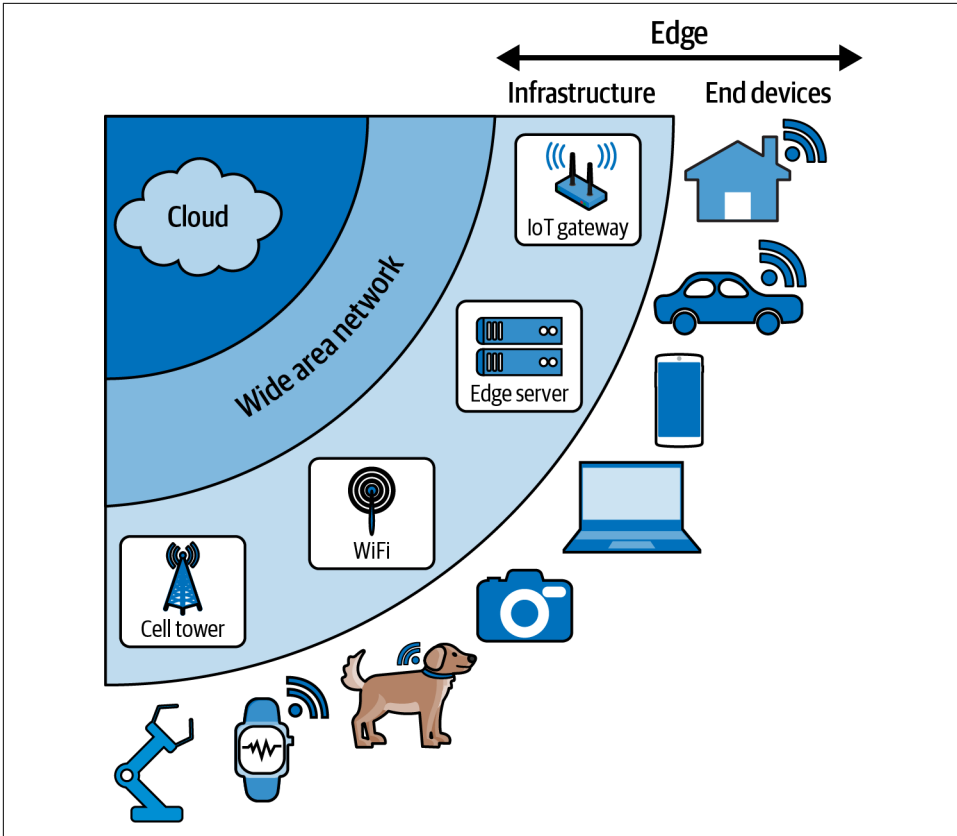 Edge
Infrastructure
End devices
Cloud
Wide area network
IoT gateway
Edge server
WiFi
Cell tower